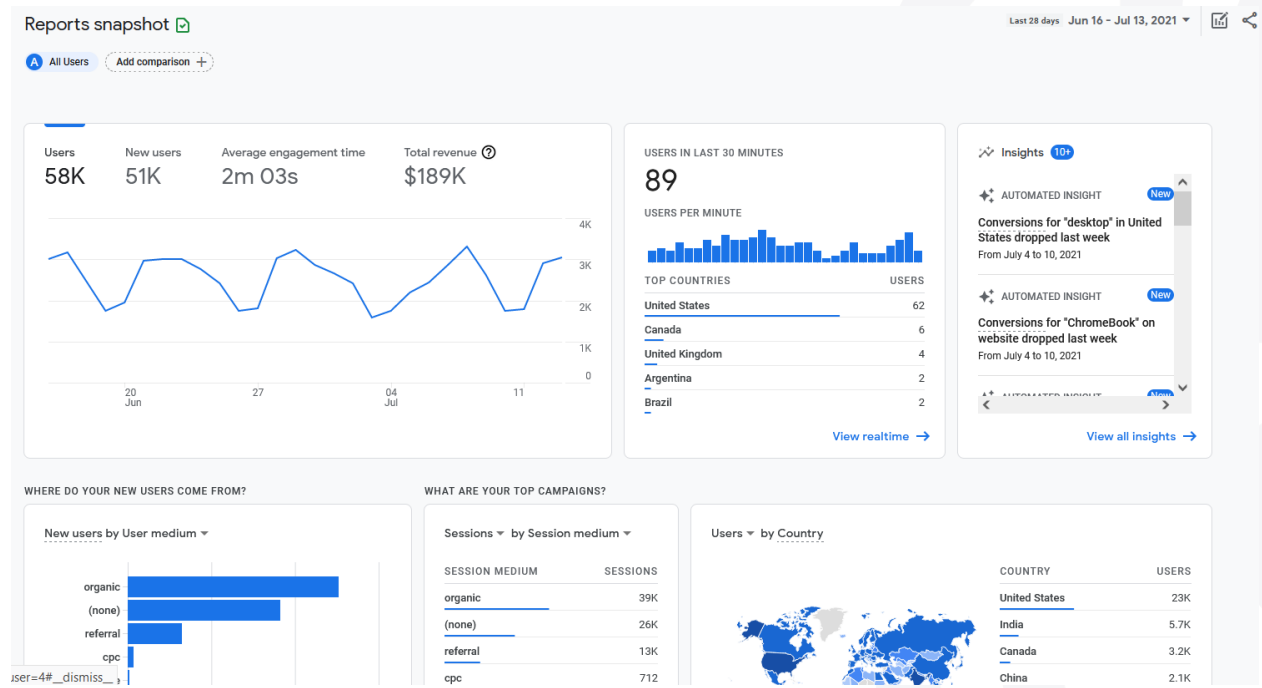 Reports snapshot
Last 28 days Jun 16 - Jul 13, 2021
A All Users Add comparison +
Users New users Average engagement time Total revenue
58K 51K 2m 03s $189K
4K
3K
2K
1K
0
20 27 04 11
Jun Jul
USERS IN LAST 30 MINUTES
89
USERS PER MINUTE
TOP COUNTRIES USERS
United States 62
Canada 6
United Kingdom 4
Argentina 2
Brazil 2
View realtime
Insights 10+
AUTOMATED INSIGHT New
Conversions for "desktop" in United
States dropped last week
From July 4 to 10, 2021
AUTOMATED INSIGHT New
Conversions for "ChromeBook" on
website dropped last week
From July 4 to 10, 2021
AUTOMATED INSIGHT New
View all insights
WHERE DO YOUR NEW USERS COME FROM?
New users by User medium
organic
(none)
referral
cpc
user=4#__dismiss__
WHAT ARE YOUR TOP CAMPAIGNS?
Sessions by Session medium
SESSION MEDIUM SESSIONS
organic 39K
(none) 26K
referral 13K
cpc 712
Users by Country
COUNTRY USERS
United States 23K
India 5.7K
Canada 3.2K
China 2.1K